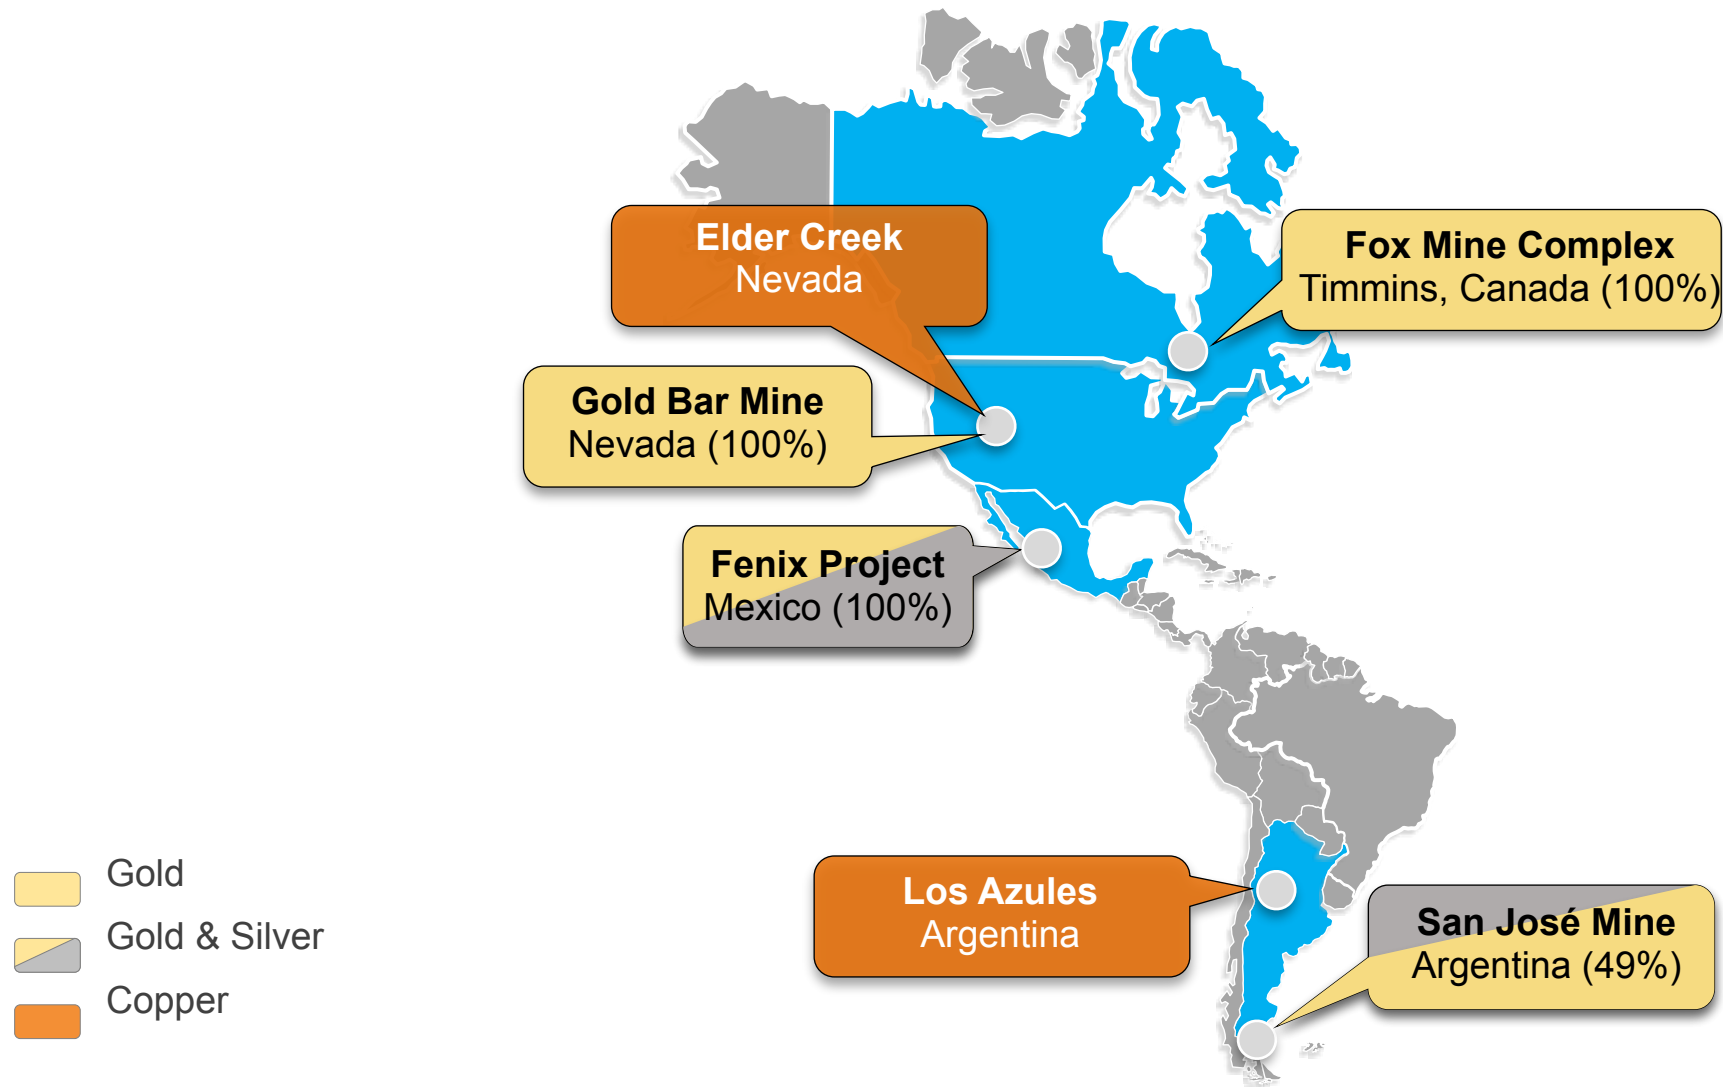 Elder Creek
Nevada
Fox Mine Complex
Timmins, Canada (100%)
Gold Bar Mine
Nevada (100%)
Fenix Project
Mexico (100%)
Los Azules
Argentina
San José Mine
Argentina (49%)
Gold
Gold & Silver
Copper